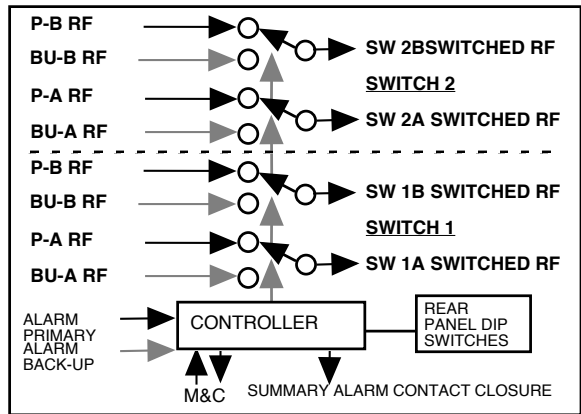 P-B RF
BU-B RF
SW 2BSWITCHED RF
SWITCH 2
P-A RF
SW 2A SWITCHED RF
BU-A RF
P-B RF
SW 1B SWITCHED RF
BU-B RF
SWITCH 1
P-A RF
SW 1A SWITCHED RF
BU-A RF
ALARM
PRIMARY
ALARM
BACK-UP
CONTROLLER
REAR
PANEL DIP
SWITCHES
M&C
SUMMARY ALARM CONTACT CLOSURE